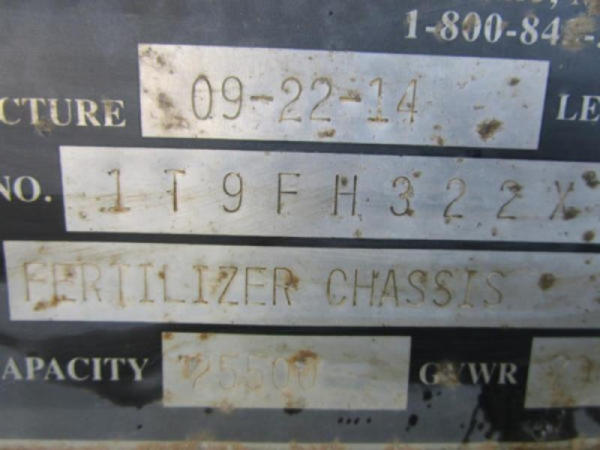 1-800-84
CTURE 09-22-14 LE
NO. 1T9FH322X
FERTILIZER CHASSIS
APACITY 25500 GVWR